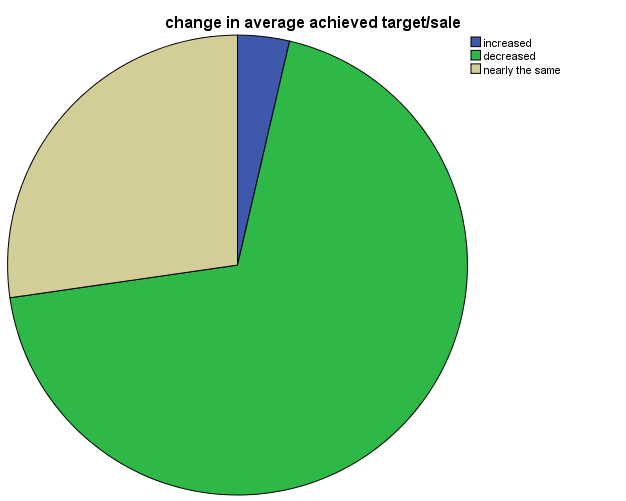 change in average achieved target/sale
increased
decreased
nearly the same